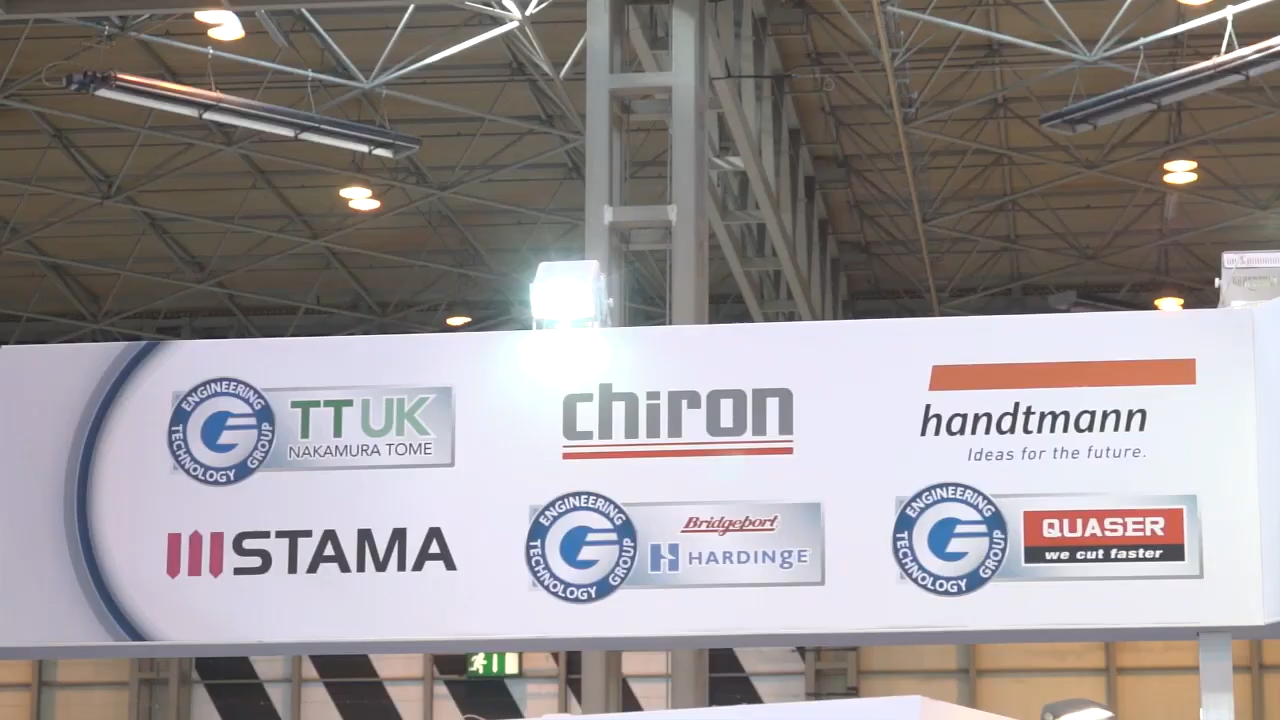 ENGINEERING TECHNOLOGY GROUP
TT UK
NAKAMURA TOME
chiron
handtmann
Ideas for the future.
STAMA
ENGINEERING TECHNOLOGY GROUP
Bridgeport
HARDINGE
ENGINEERING TECHNOLOGY GROUP
QUASER
we cut faster